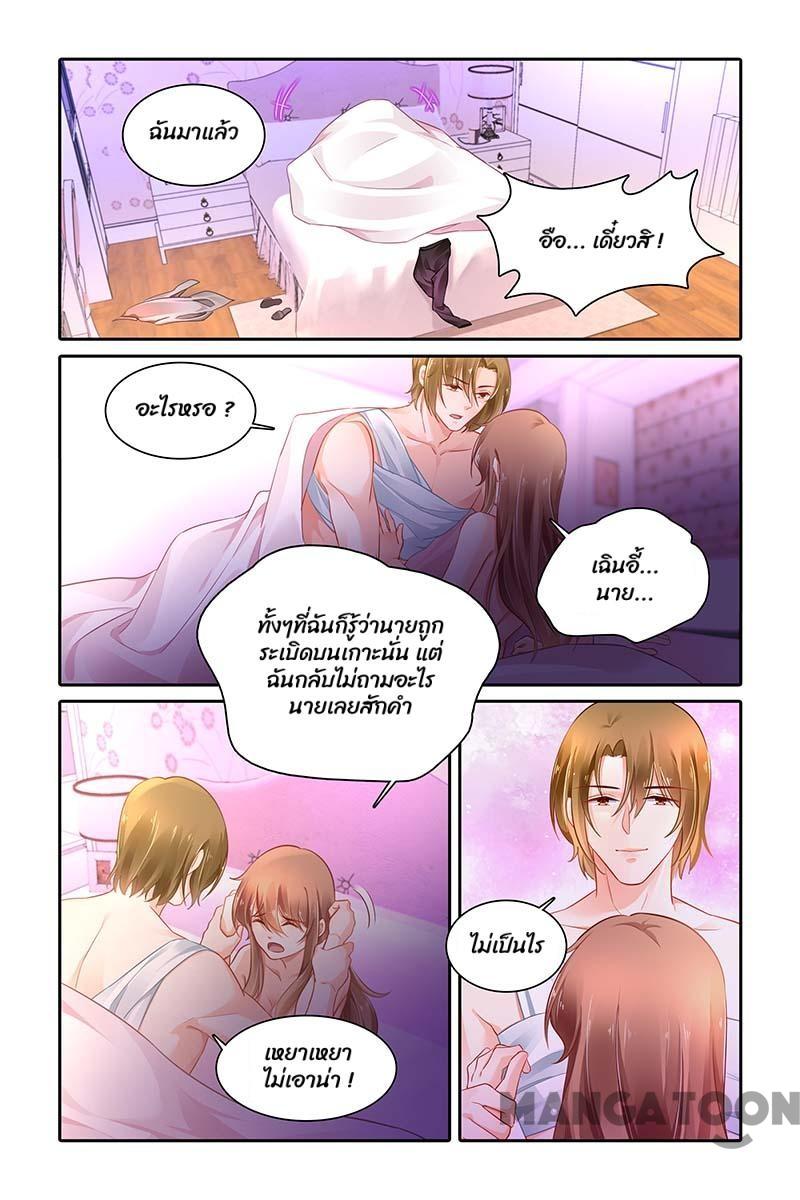 ฉันมาแล้ว
อือ... เดี๋ยวสิ !
อะไรหรอ ?
เฉินอี้...
นาย...
ทั้งๆที่ฉันก็รู้ว่านายถูก
ระเบิดบนเกาะนั่น แต่
ฉันกลับไม่ถามอะไร
นายเลยสักคำ
ไม่เป็นไร
เหยาเหยา
ไม่เอาน่า !
MANGATOON